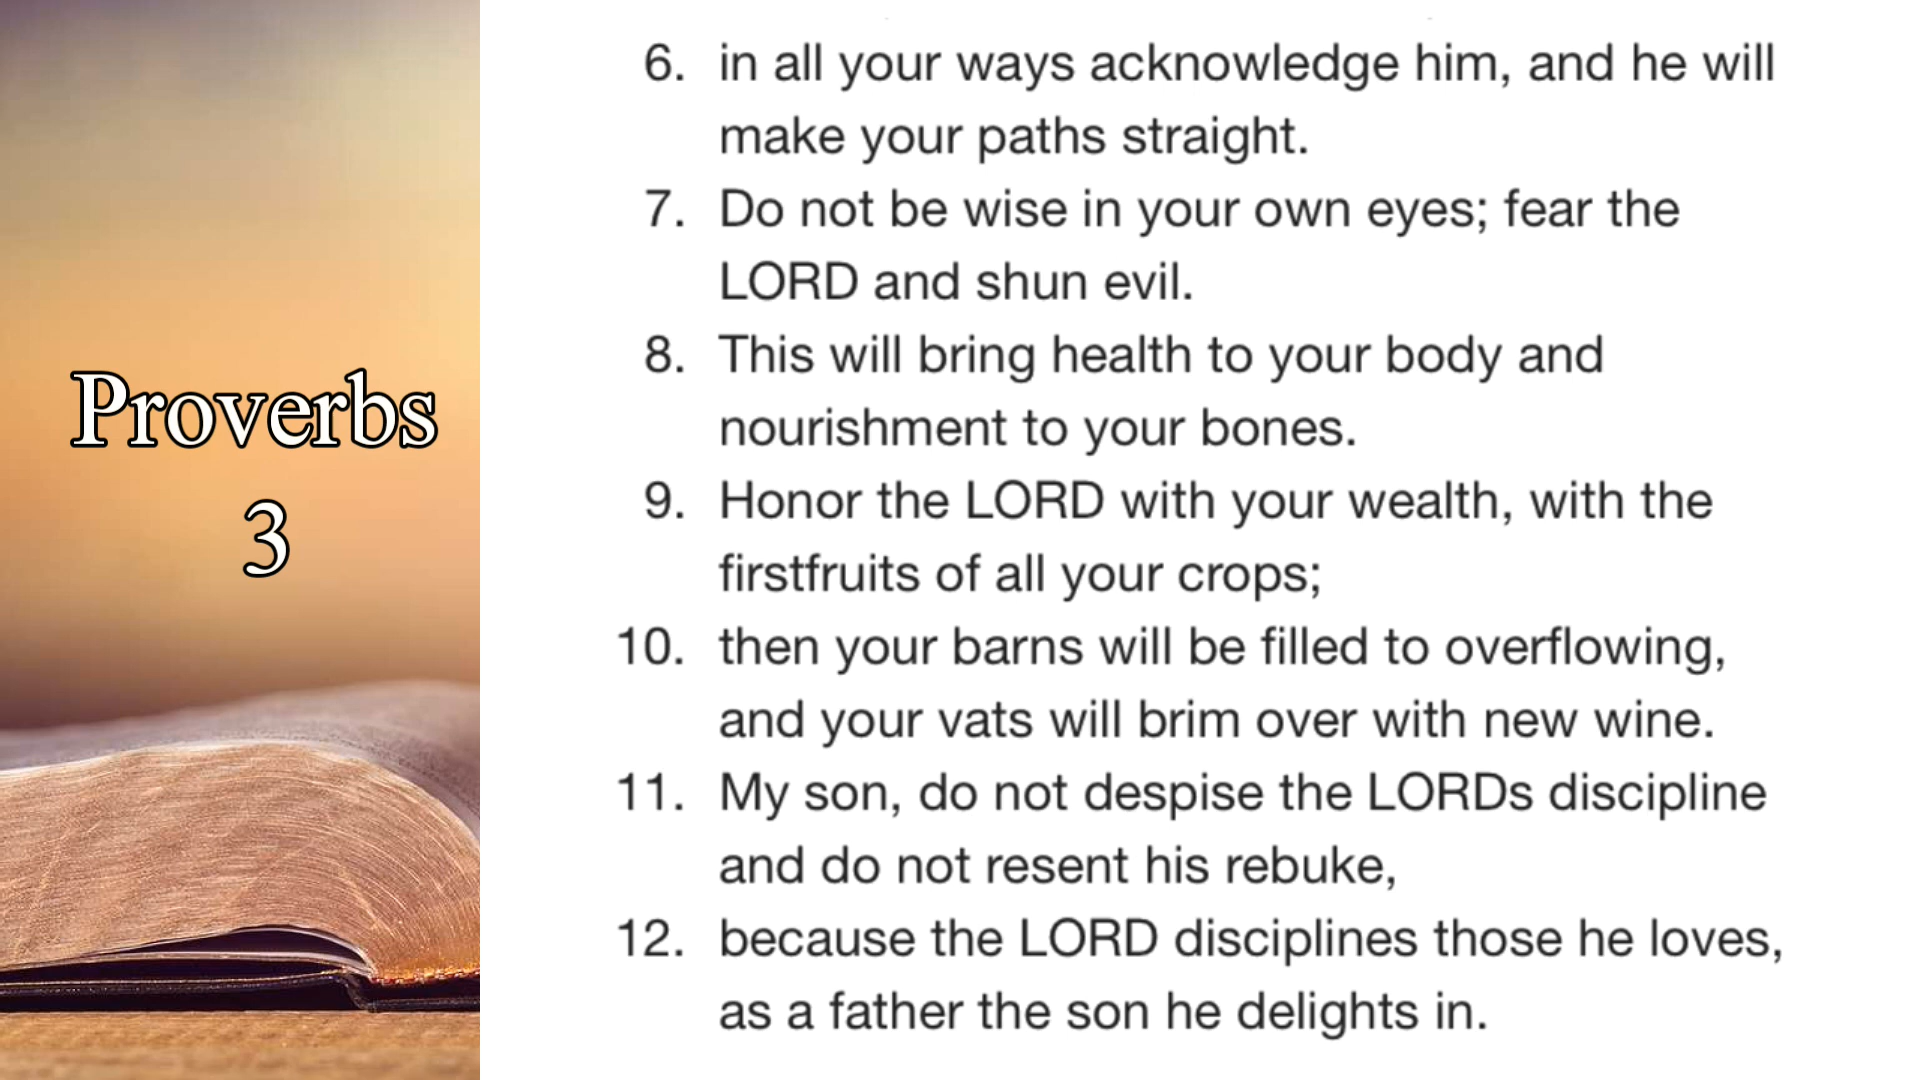 Proverbs
3
6. in all your ways acknowledge him, and he will
make your paths straight.
7. Do not be wise in your own eyes; fear the
LORD and shun evil.
8. This will bring health to your body and
nourishment to your bones.
9. Honor the LORD with your wealth, with the
firstfruits of all your crops;
10. then your barns will be filled to overflowing,
and your vats will brim over with new wine.
11. My son, do not despise the LORDs discipline
and do not resent his rebuke,
12. because the LORD disciplines those he loves,
as a father the son he delights in.